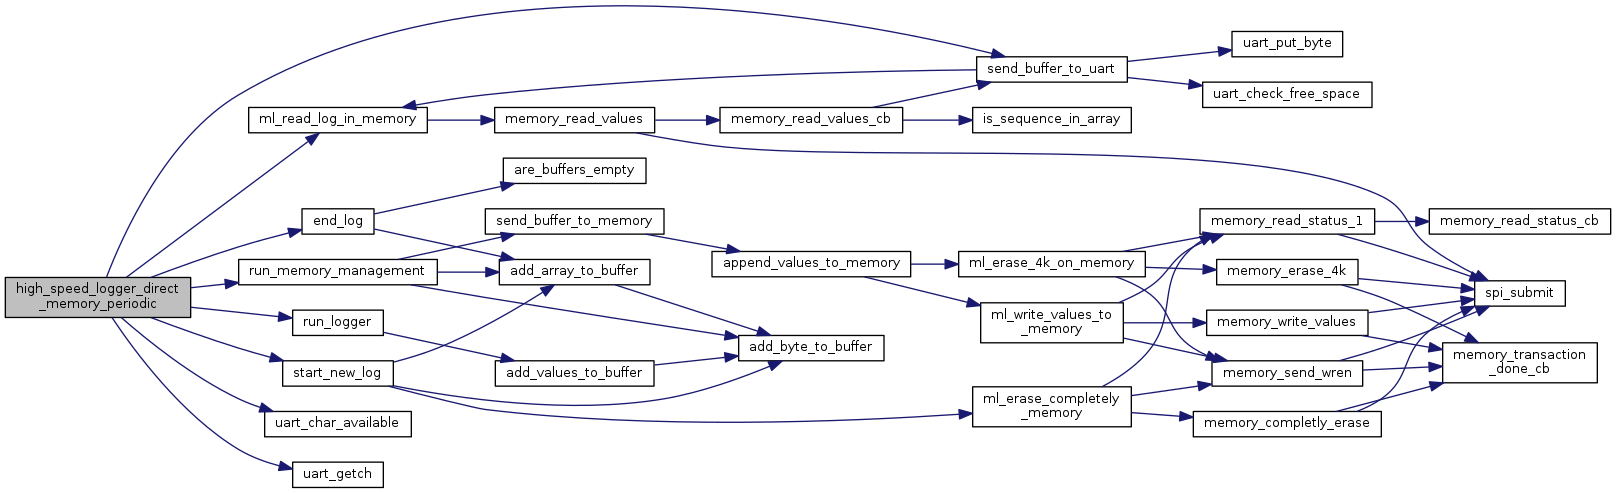 high_speed_logger_direct
_memory_periodic
ml_read_log_in_memory
end_log
run_memory_management
run_logger
start_new_log
uart_char_available
uart_getch
memory_read_values
are_buffers_empty
send_buffer_to_memory
add_array_to_buffer
add_values_to_buffer
memory_read_values_cb
append_values_to_memory
add_byte_to_buffer
send_buffer_to_uart
is_sequence_in_array
ml_erase_4k_on_memory
ml_write_values_to
_memory
ml_erase_completely
_memory
uart_put_byte
uart_check_free_space
memory_read_status_1
memory_erase_4k
memory_write_values
memory_send_wren
memory_completly_erase
memory_read_status_cb
spi_submit
memory_transaction
_done_cb